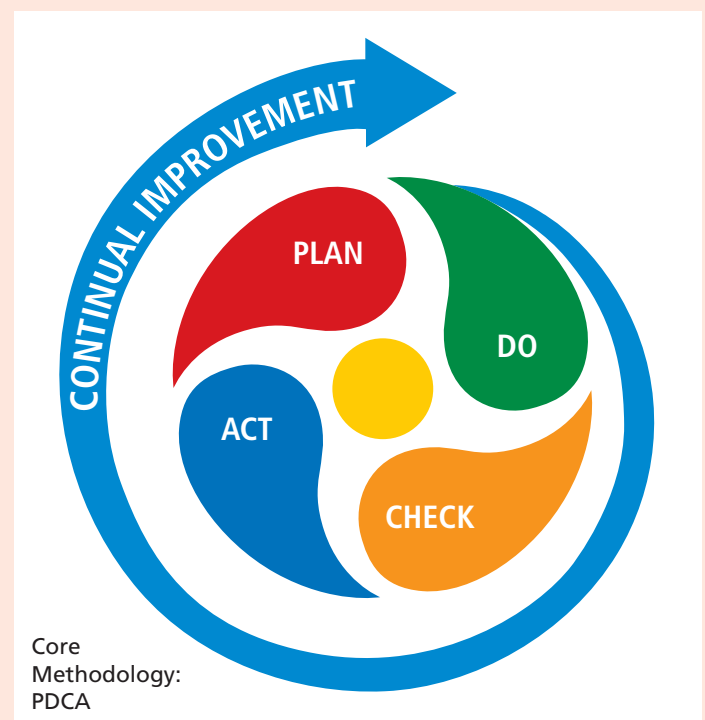 CONTINUAL IMPROVEMENT
PLAN
DO
CHECK
ACT
Core
Methodology:
PDCA